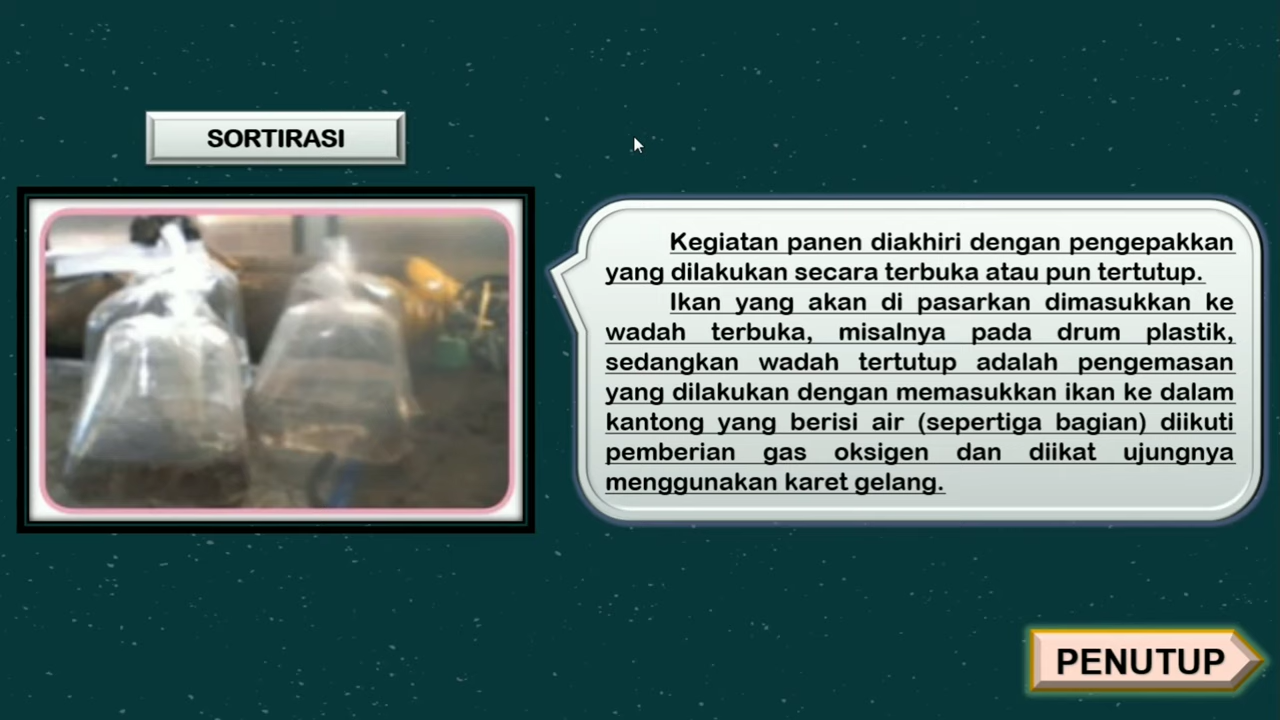 SORTIRASI
Kegiatan panen diakhiri dengan pengepakkan
yang dilakukan secara terbuka atau pun tertutup.
Ikan yang akan di pasarkan dimasukkan ke
wadah terbuka, misalnya pada drum plastik,
sedangkan wadah tertutup adalah pengemasan
yang dilakukan dengan memasukkan ikan ke dalam
kantong yang berisi air (sepertiga bagian) diikuti
pemberian gas oksigen dan diikat ujungnya
menggunakan karet gelang.
PENUTUP